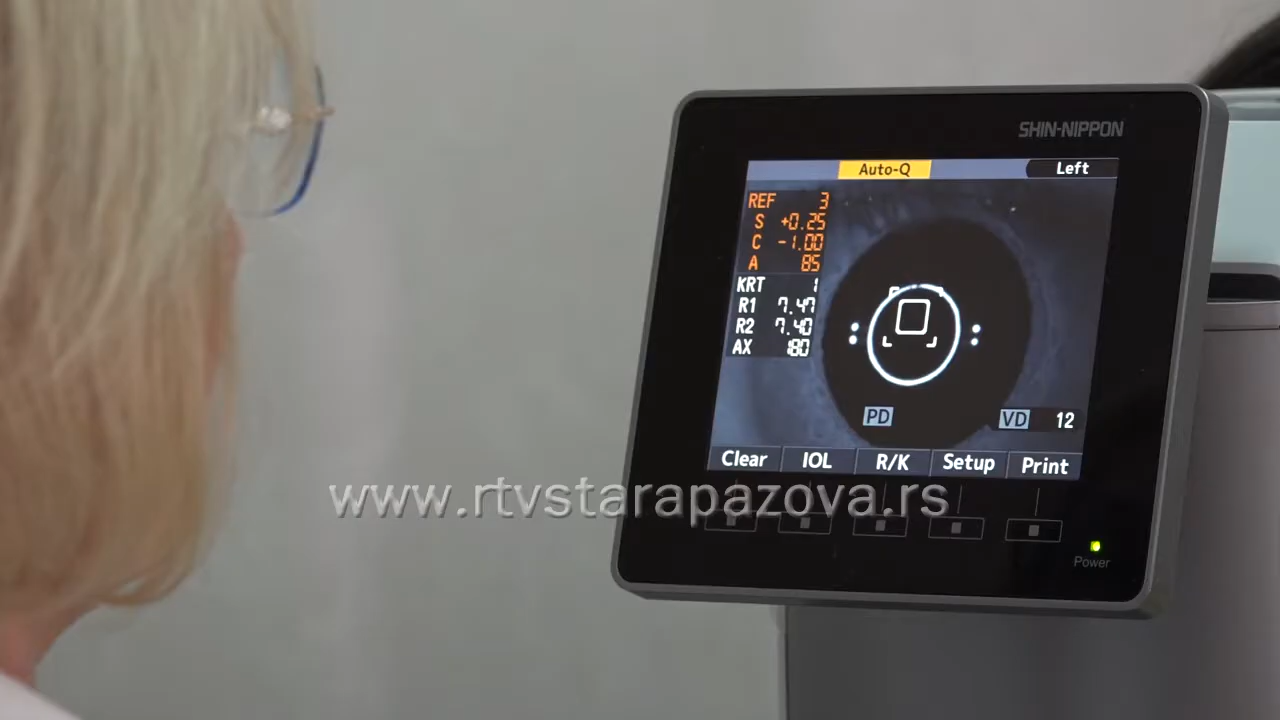 SHIN-NIPPON
Auto-Q Left
REF 3
S +0.25
C -1.00
A 85
KRT 1
R1 7.47
R2 7.40
AX 180
PD VD 12
Clear IOL R/K Setup Print
www.rtvstarapazova.rs
Power